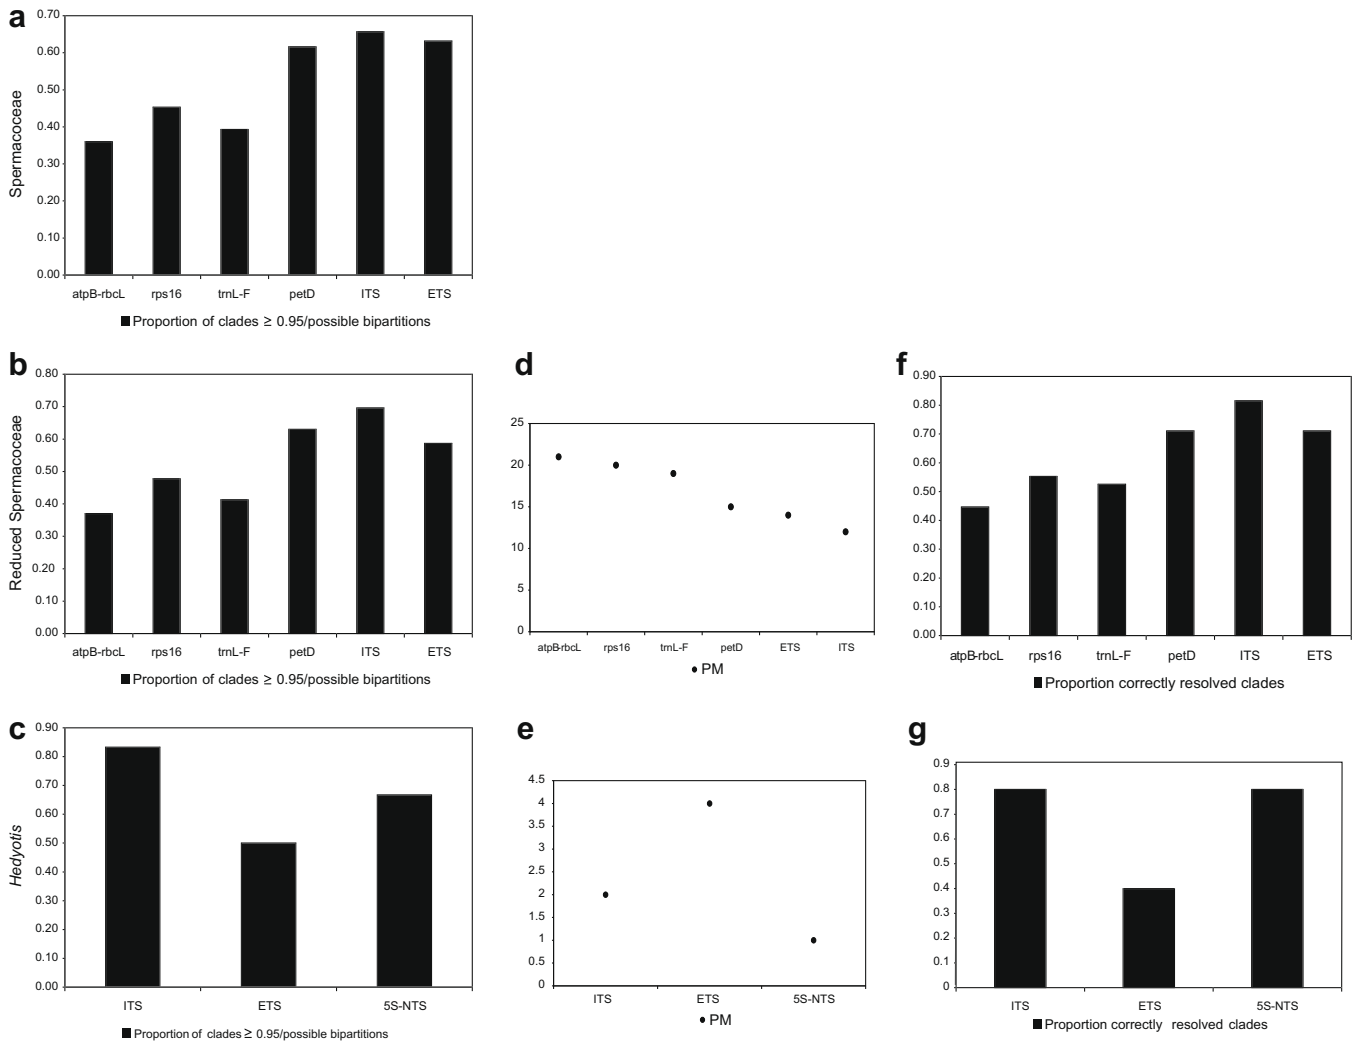 a
0.70
0.60
0.50
0.40
0.30
0.20
0.10
0.00
Spermacoceae
atpB-rbcL rps16 trnL-F petD ITS ETS
Proportion of clades ≥ 0.95/possible bipartitions
b
0.80
0.70
0.60
0.50
0.40
0.30
0.20
0.10
0.00
Reduced Spermacoceae
atpB-rbcL rps16 trnL-F petD ITS ETS
Proportion of clades ≥ 0.95/possible bipartitions
d
25
20
15
10
5
0
atpB-rbcL rps16 trnL-F petD ETS ITS
PM
f
0.90
0.80
0.70
0.60
0.50
0.40
0.30
0.20
0.10
0.00
atpB-rbcL rps16 trnL-F petD ITS ETS
Proportion correctly resolved clades
c
0.90
0.80
0.70
0.60
0.50
0.40
0.30
0.20
0.10
0.00
Hedyotis
ITS ETS 5S-NTS
Proportion of clades ≥ 0.95/possible bipartitions
e
4.5
4
3.5
3
2.5
2
1.5
1
0.5
0
ITS ETS 5S-NTS
PM
g
0.9
0.8
0.7
0.6
0.5
0.4
0.3
0.2
0.1
0
ITS ETS 5S-NTS
Proportion correctly resolved clades